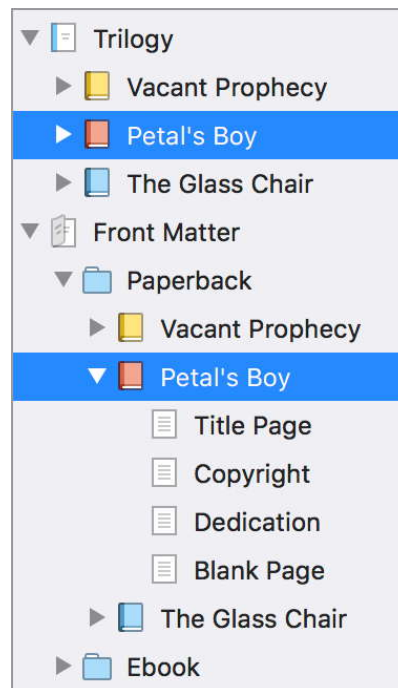 Trilogy
Vacant Prophecy
Petal's Boy
The Glass Chair
Front Matter
Paperback
Vacant Prophecy
Petal's Boy
Title Page
Copyright
Dedication
Blank Page
The Glass Chair
Ebook